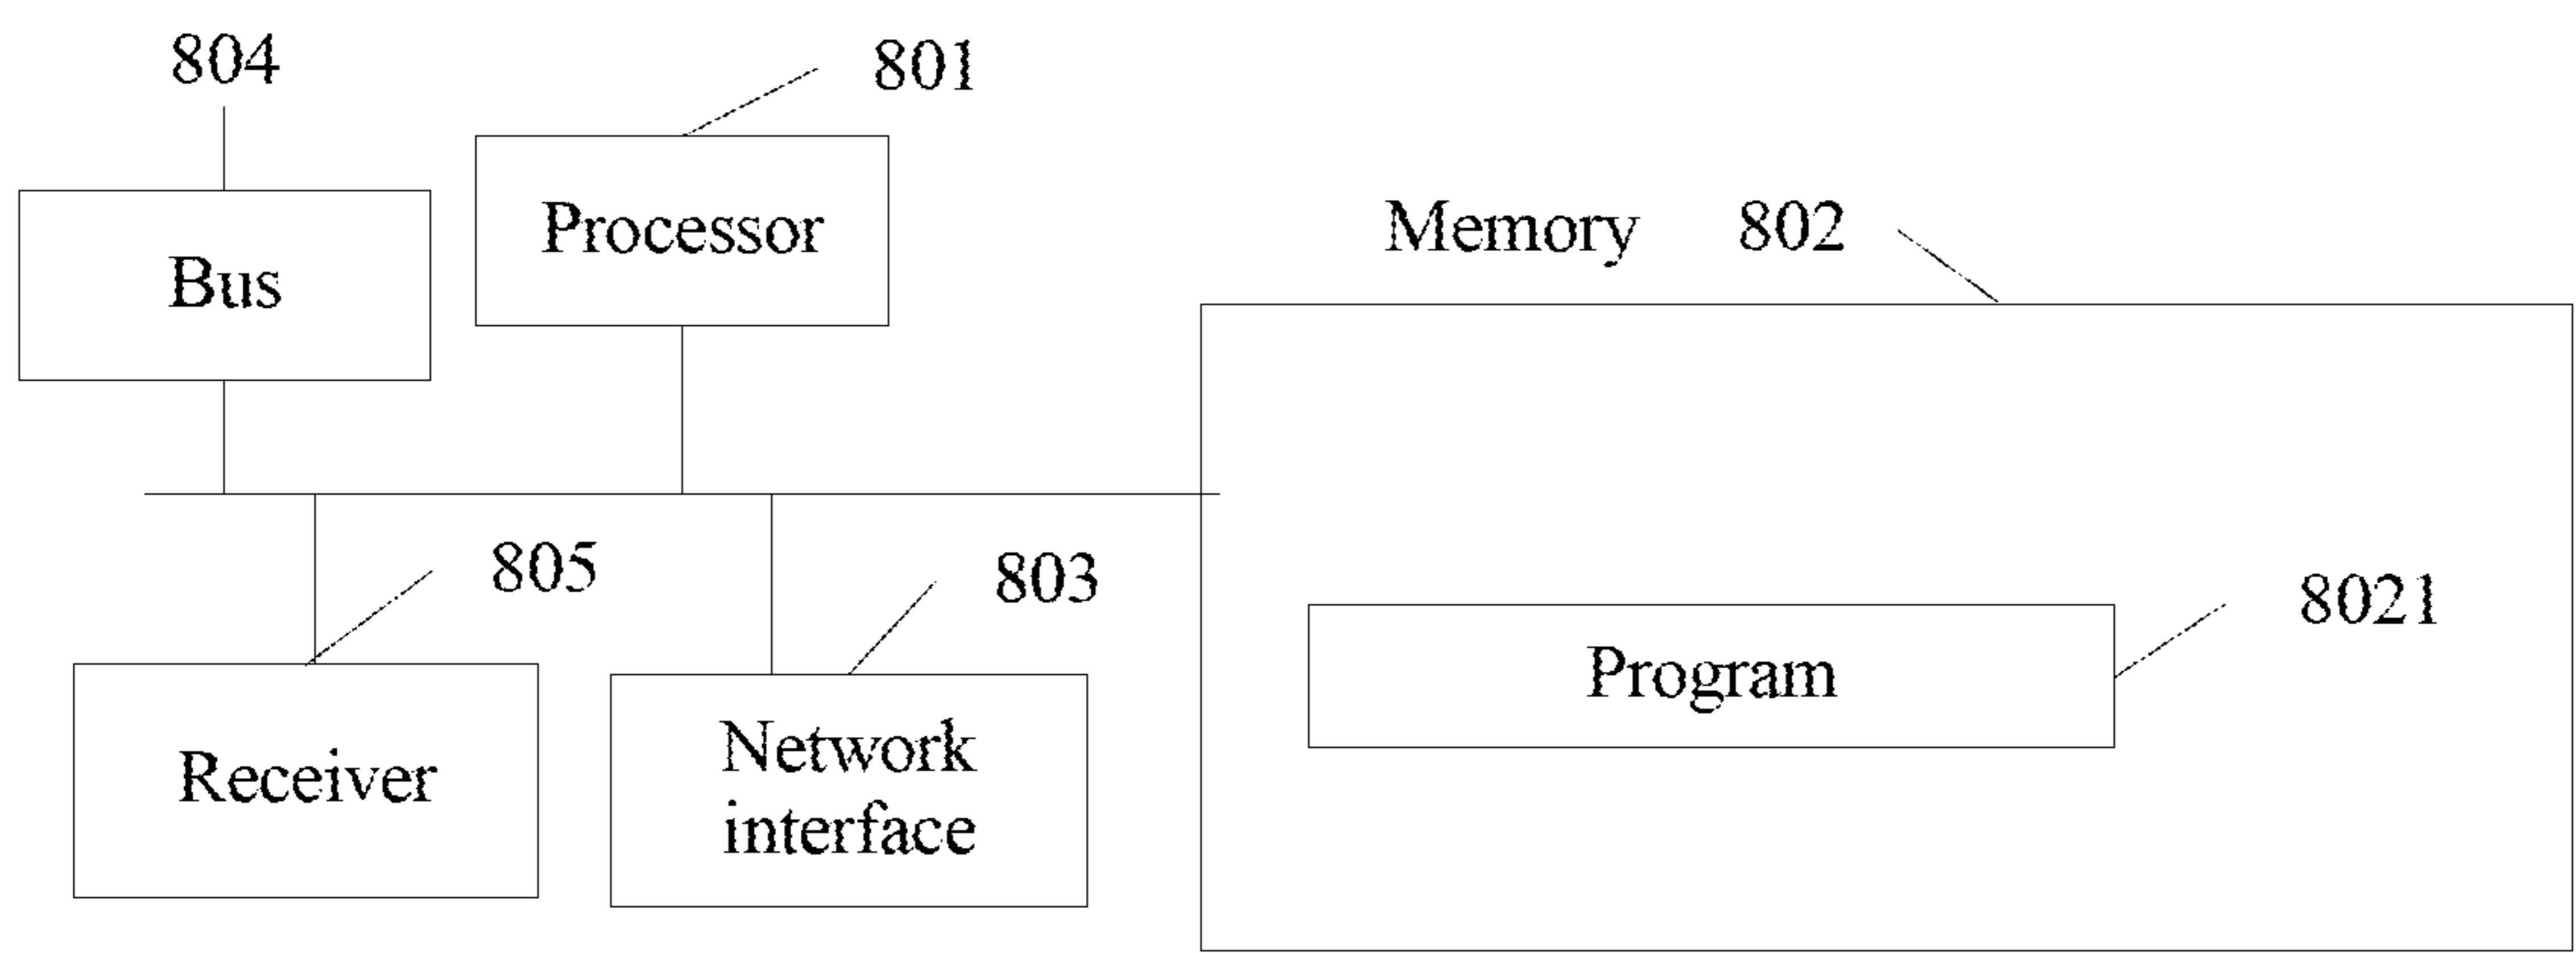 804
801
Bus
Processor
Memory 802
805
803
8021
Receiver
Network
interface
Program